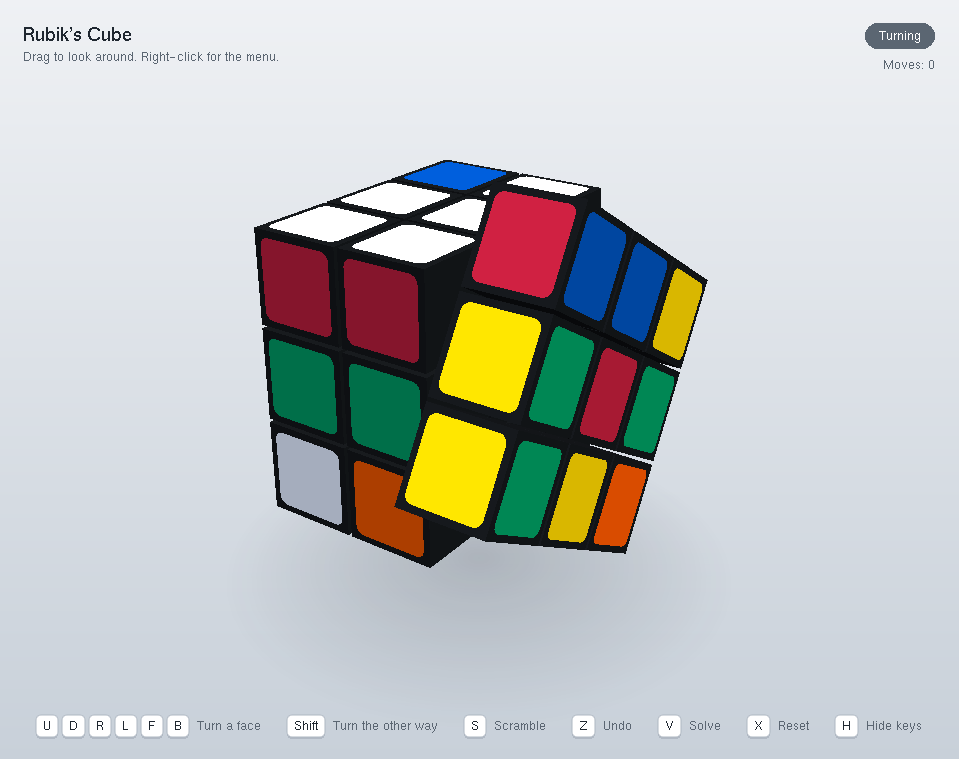 Rubik's Cube
Drag to look around. Right-click for the menu.
Turning
Moves: 0
U D R L F B Turn a face Shift Turn the other way S Scramble Z Undo V Solve X Reset H Hide keys